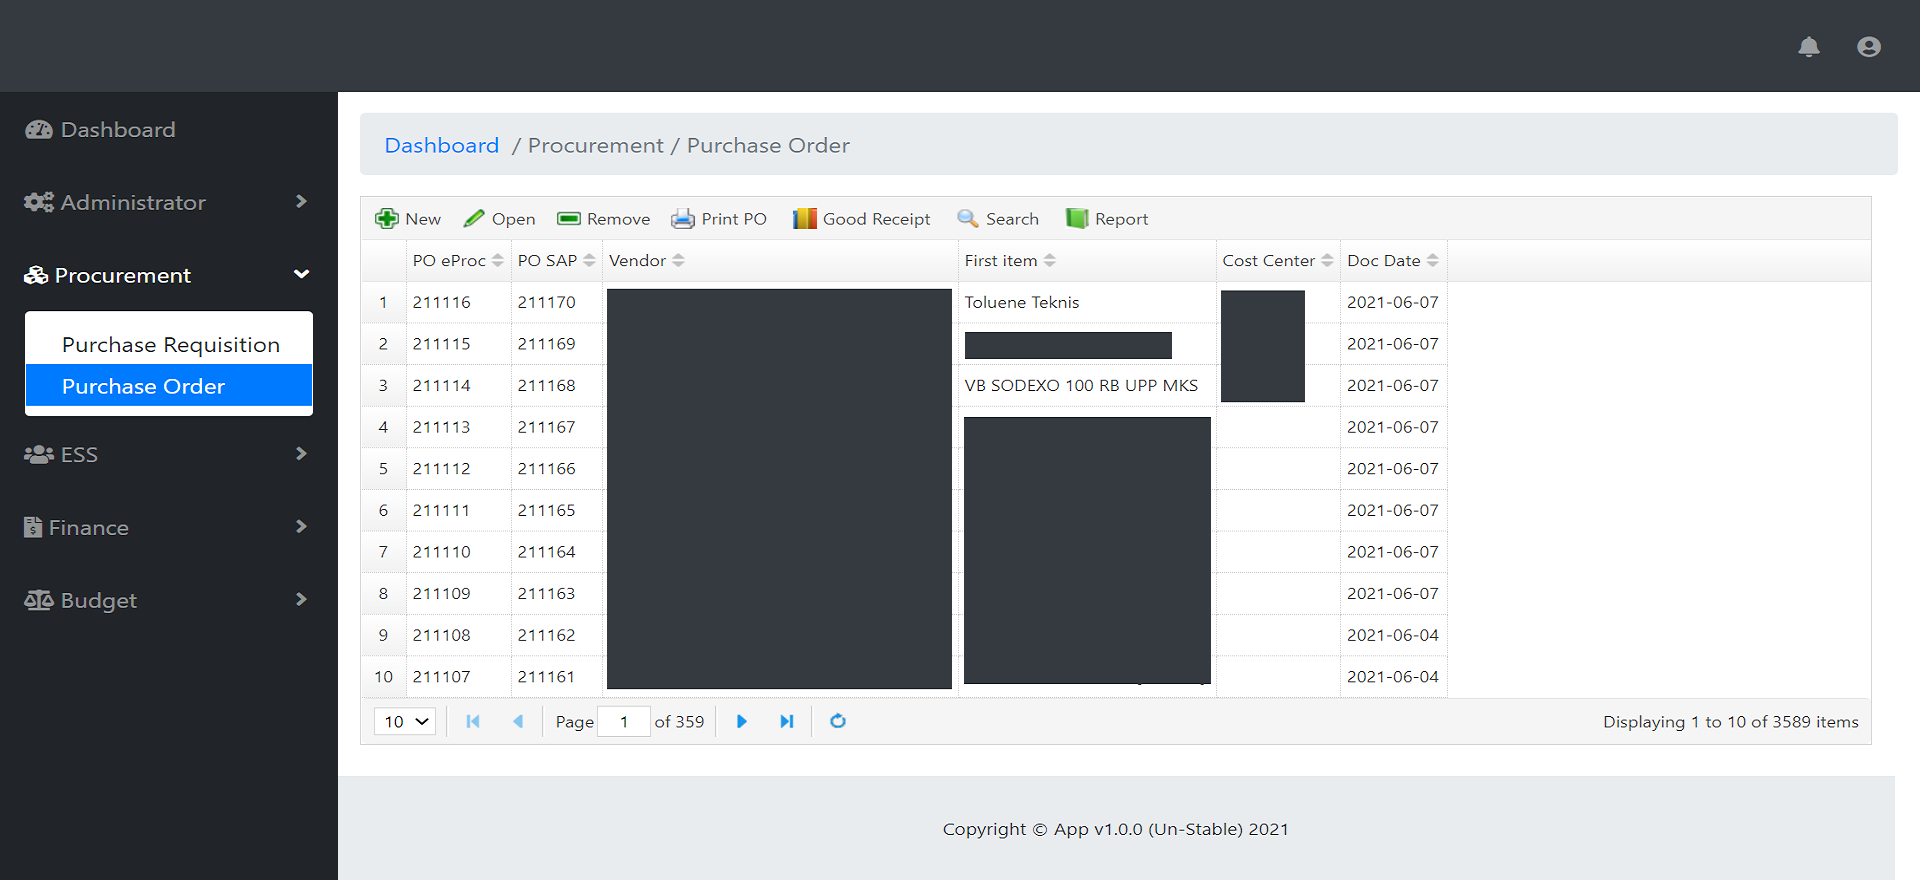 Dashboard
Administrator
Procurement
Purchase Requisition
Purchase Order
ESS
Finance
Budget
Dashboard / Procurement / Purchase Order
New Open Remove Print PO Good Receipt Search Report
PO eProc PO SAP Vendor First item Cost Center Doc Date
1 211116 211170 Toluene Teknis 2021-06-07
2 211115 211169 2021-06-07
3 211114 211168 VB SODEXO 100 RB UPP MKS 2021-06-07
4 211113 211167 2021-06-07
5 211112 211166 2021-06-07
6 211111 211165 2021-06-07
7 211110 211164 2021-06-07
8 211109 211163 2021-06-07
9 211108 211162 2021-06-04
10 211107 211161 2021-06-04
10 Page 1 of 359 Displaying 1 to 10 of 3589 items
Copyright © App v1.0.0 (Un-Stable) 2021